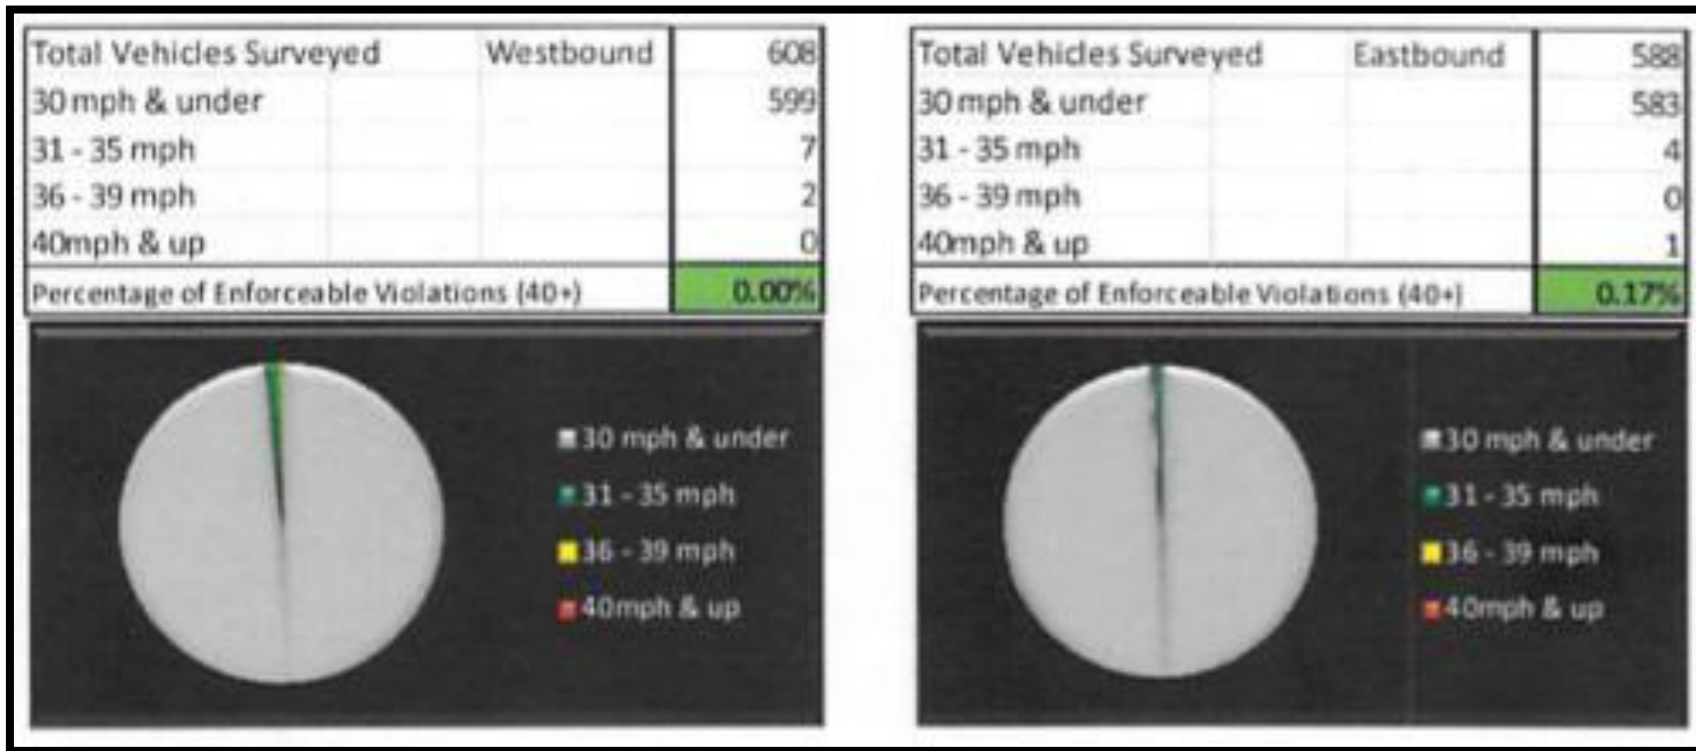 Total Vehicles Surveyed Westbound 608
30 mph & under 599
31 - 35 mph 7
36 - 39 mph 2
40mph & up 0
Percentage of Enforceable Violations (40+) 0.00%
30 mph & under
31 - 35 mph
36 - 39 mph
40mph & up
Total Vehicles Surveyed Eastbound 588
30 mph & under 583
31 - 35 mph 4
36 - 39 mph 0
40mph & up 1
Percentage of Enforceable Violations (40+) 0.17%
30 mph & under
31 - 35 mph
36 - 39 mph
40mph & up